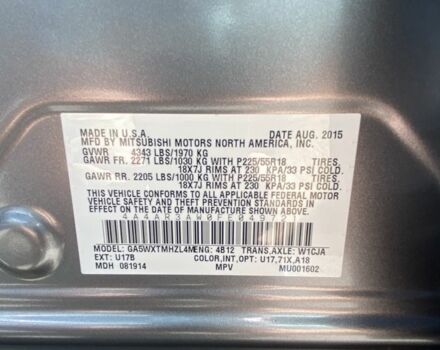 MADE IN U.S.A. DATE AUG. 2015
MFD BY MITSUBISHI MOTORS NORTH AMERICA, INC.
GVWR 4343 LBS/1970 KG
GAWR FR. 2271 LBS/1030 KG WITH P225/55R18 TIRES,
18X7J RIMS AT 230 KPA/33 PSI COLD.
GAWR RR. 2205 LBS/1000 KG WITH P225/55R18 TIRES,
18X7J RIMS AT 230 KPA/33 PSI COLD.
THIS VEHICLE CONFORMS TO ALL APPLICABLE FEDERAL MOTOR
VEHICLE SAFETY AND THEFT PREVENTION STANDARDS IN EFFECT
ON THE DATE OF MANUFACTURE SHOWN ABOVE.
MODEL: GA5WXTMHZL4M ENG: 4B12 TRANS,AXLE: W1CJA
EXT: U17B COLOR,INT,OPT: U17,71X,A18
MDH 081914 MPV MU001602